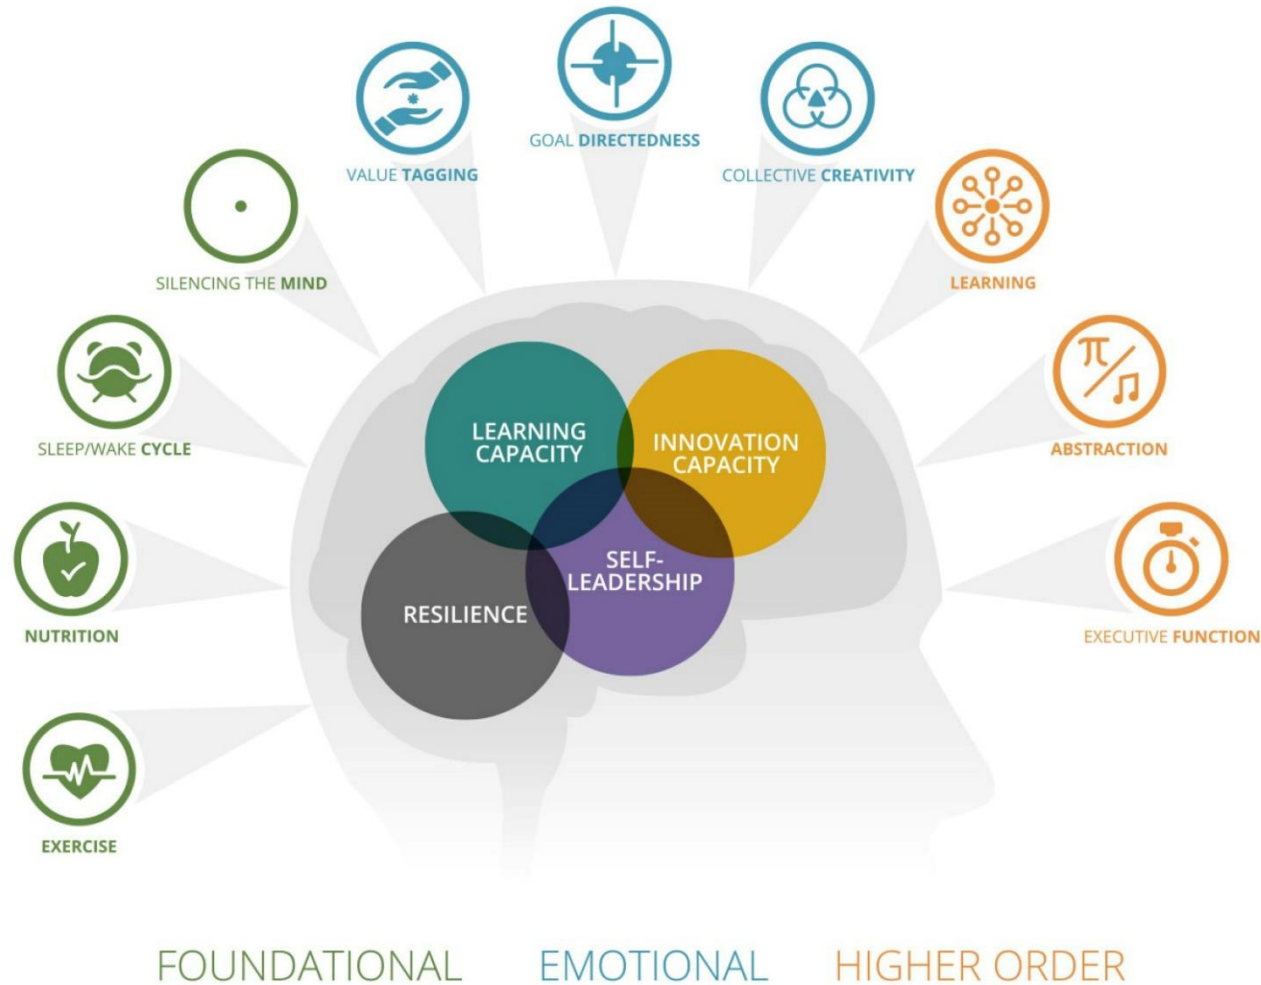 GOAL DIRECTEDNESS
VALUE TAGGING
COLLECTIVE CREATIVITY
SILENCING THE MIND
LEARNING
SLEEP/WAKE CYCLE
ABSTRACTION
NUTRITION
EXECUTIVE FUNCTION
EXERCISE
π
LEARNING
CAPACITY
INNOVATION
CAPACITY
SELF-
LEADERSHIP
RESILIENCE
FOUNDATIONAL
EMOTIONAL
HIGHER ORDER